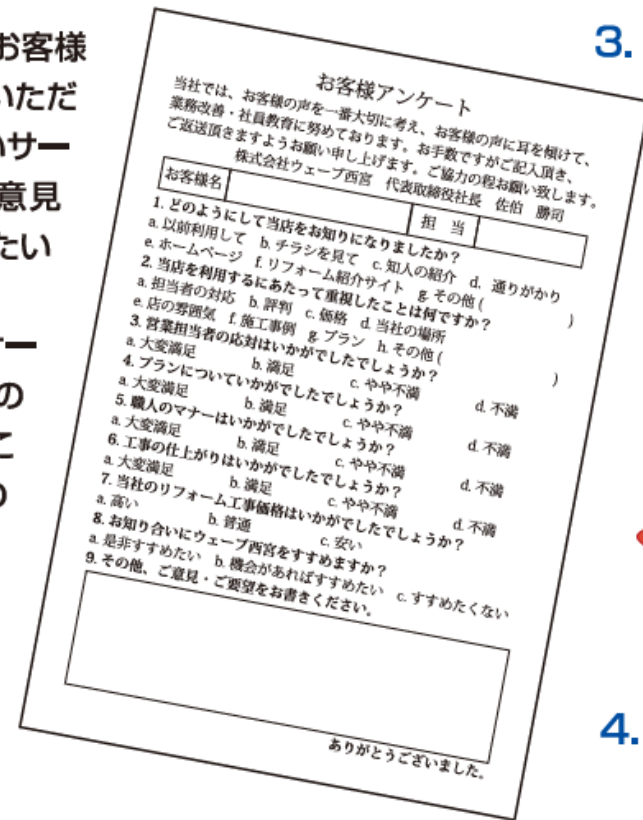 お客様
いただ
いサー
意見
たい
ー
の
こ
り
お客様アンケート
当社では、お客様の声を一番大切に考え、お客様の声に耳を傾けて、
業務改善・社員教育に努めております。お手数ですがご記入頂き、
ご返送頂きますようお願い申し上げます。ご協力の程お願い致します。
株式会社ウェーブ西宮 代表取締役社長 佐伯 勝司
お客様名 担 当
1. どのようにして当店をお知りになりましたか?
a. 以前利用して b. チラシを見て c. 知人の紹介 d. 通りがかり
e. ホームページ f. リフォーム紹介サイト g. その他 ( )
2. 当店を利用するにあたって重視したことは何ですか?
a. 担当者の対応 b. 評判 c. 価格 d. 当社の場所
e. 店の雰囲気 f. 施工事例 g. プラン h. その他 ( )
3. 営業担当者の応対はいかがでしたでしょうか?
a. 大変満足 b. 満足 c. やや不満 d. 不満
4. プランについていかがでしたでしょうか?
a. 大変満足 b. 満足 c. やや不満 d. 不満
5. 職人のマナーはいかがでしたでしょうか?
a. 大変満足 b. 満足 c. やや不満 d. 不満
6. 工事の仕上がりはいかがでしたでしょうか?
a. 大変満足 b. 満足 c. やや不満 d. 不満
7. 当社のリフォーム工事価格はいかがでしたでしょうか?
a. 高い b. 普通 c. 安い
8. お知り合いにウェーブ西宮をすすめますか?
a. 是非すすめたい b. 機会があればすすめたい c. すすめたくない
9. その他、ご意見・ご要望をお書きください。
ありがとうございました。
3.
4.